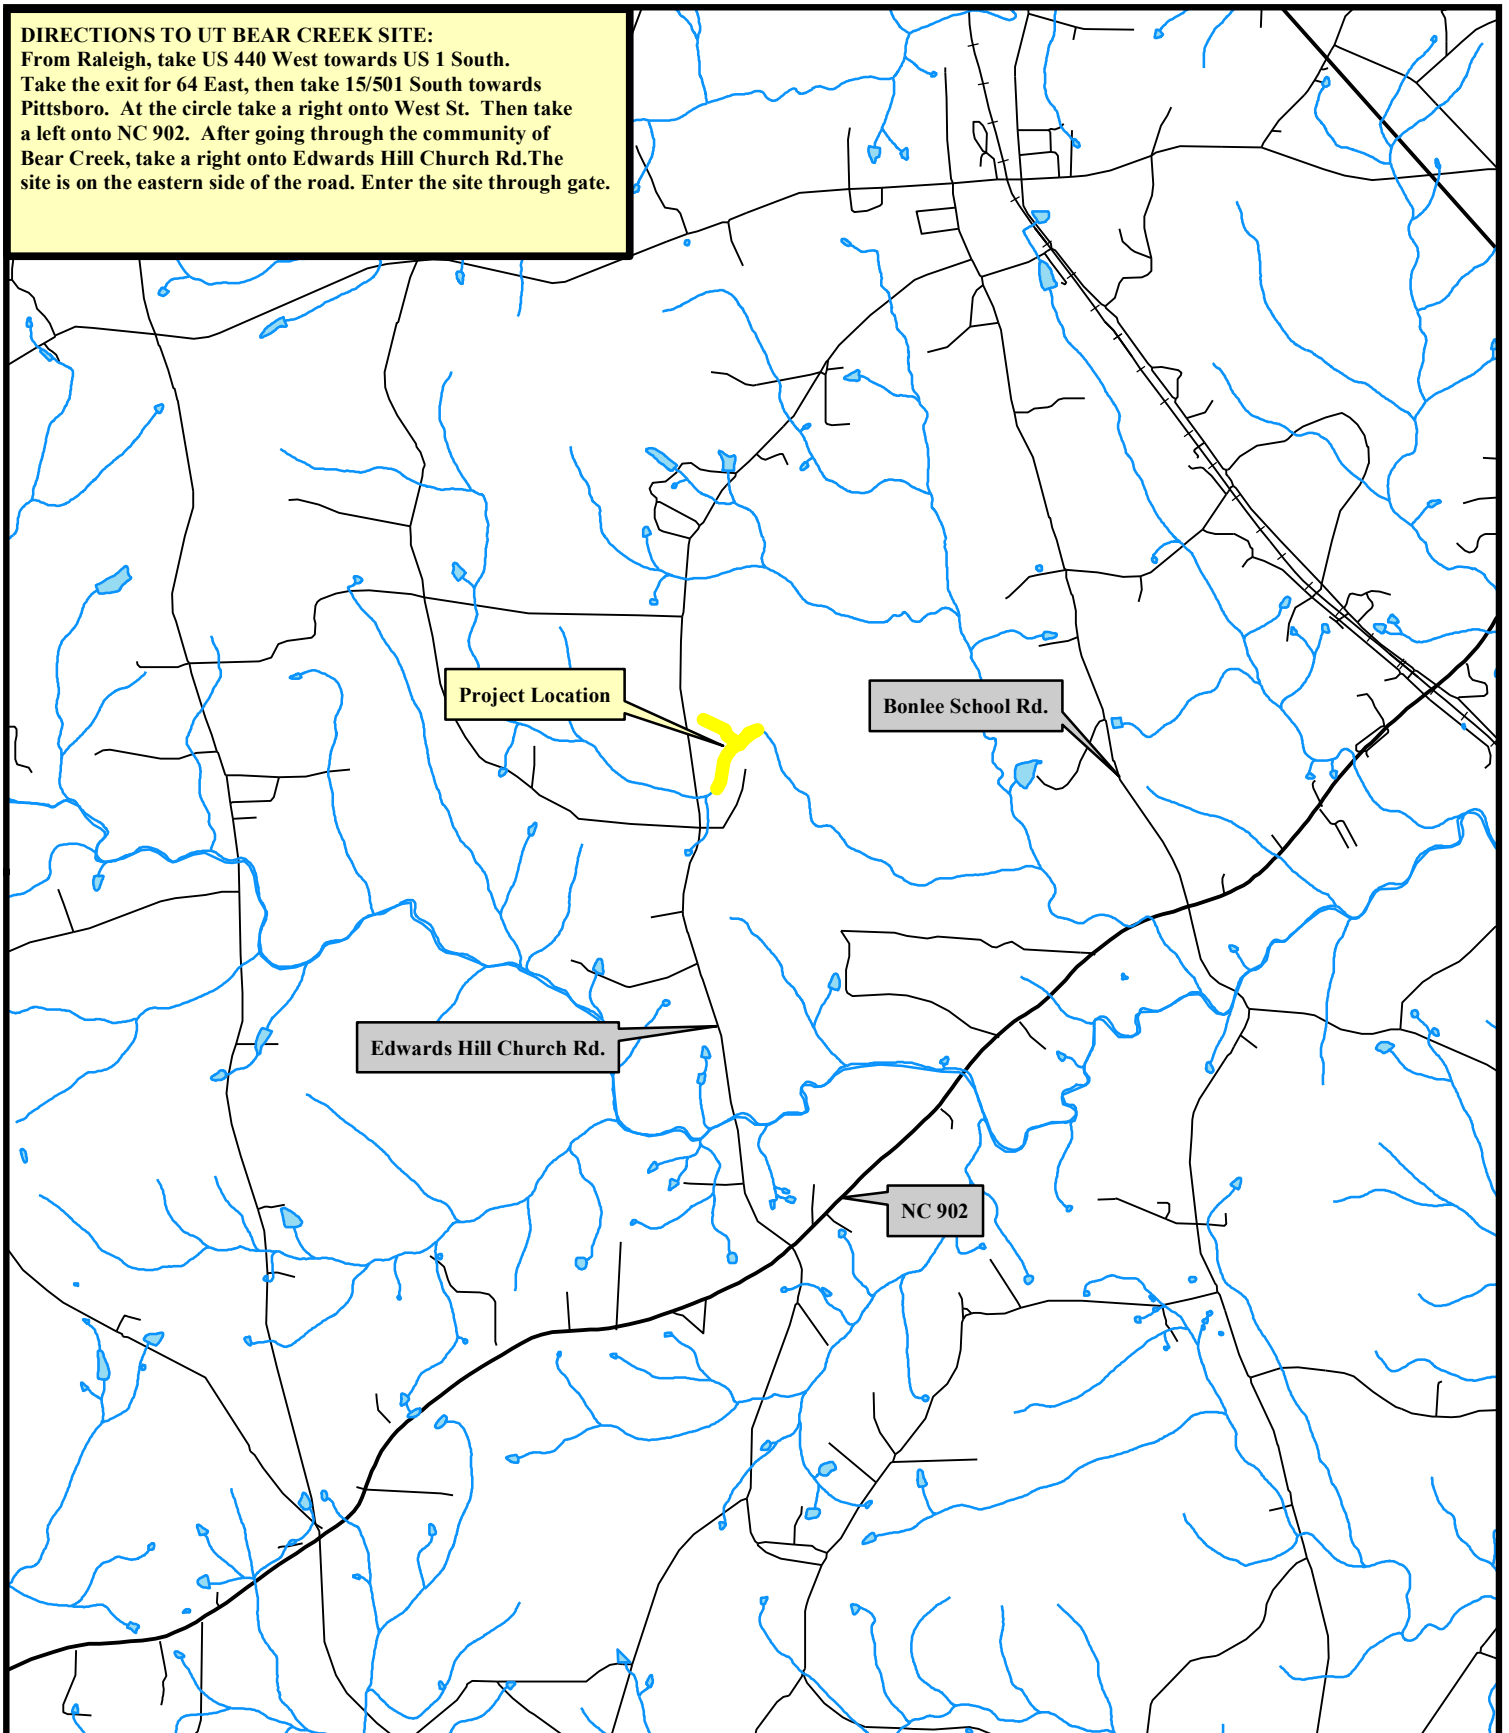 DIRECTIONS TO UT BEAR CREEK SITE:
From Raleigh, take US 440 West towards US 1 South.
Take the exit for 64 East, then take 15/501 South towards
Pittsboro. At the circle take a right onto West St. Then take
a left onto NC 902. After going through the community of
Bear Creek, take a right onto Edwards Hill Church Rd.The
site is on the eastern side of the road. Enter the site through gate.
Project Location
Bonlee School Rd.
Edwards Hill Church Rd.
NC 902